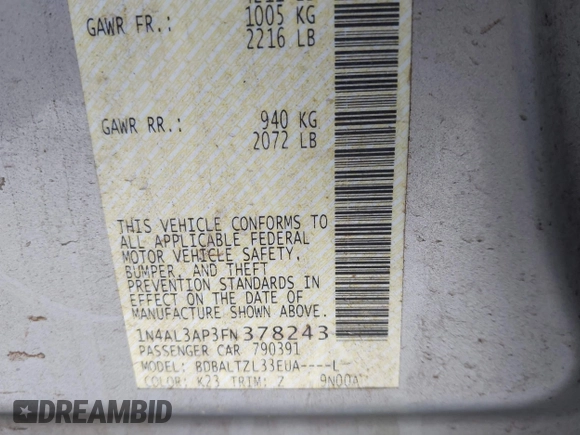 GAWR FR.: 1005 KG
2216 LB
GAWR RR.: 940 KG
2072 LB
THIS VEHICLE CONFORMS TO
ALL APPLICABLE FEDERAL
MOTOR VEHICLE SAFETY,
BUMPER, AND THEFT
PREVENTION STANDARDS IN
EFFECT ON THE DATE OF
MANUFACTURE SHOWN ABOVE.
1N4AL3AP3FN378243
PASSENGER CAR 790391
MODEL: BDBALTZL33EUA----L
COLOR: K23 TRIM: Z 9N00A
DREAMBID